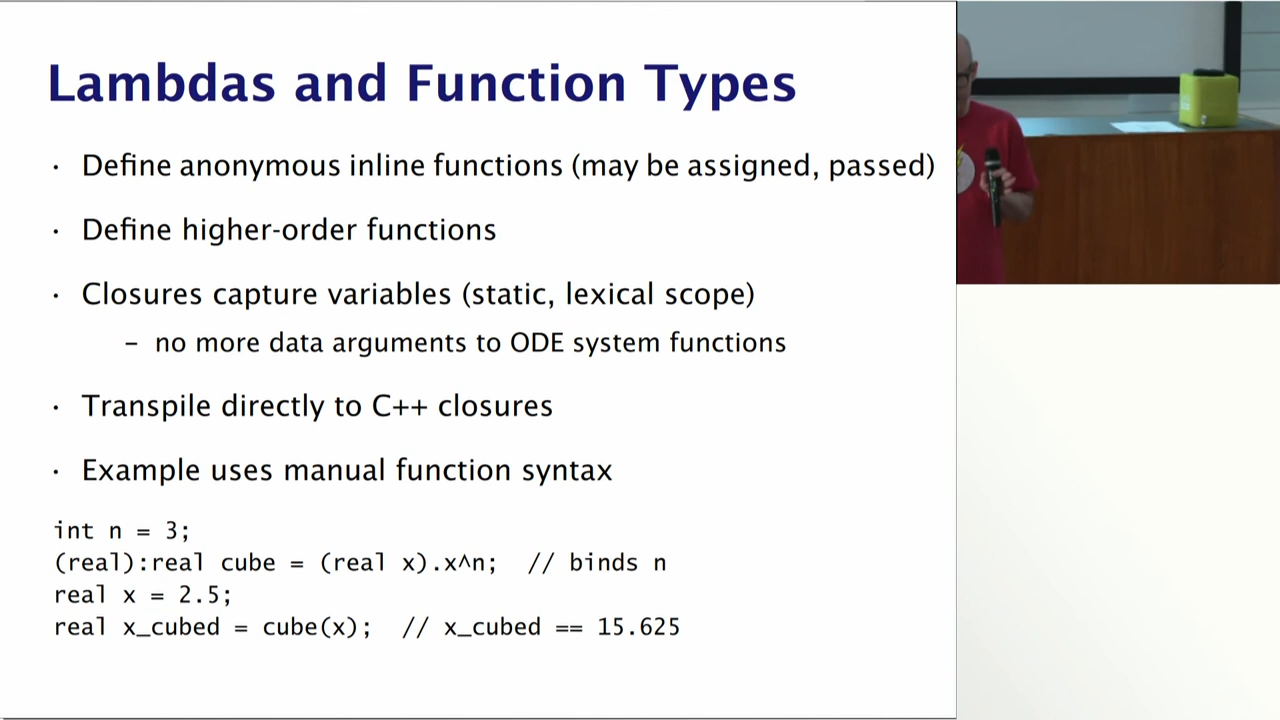 Lambdas and Function Types
· Define anonymous inline functions (may be assigned, passed)
· Define higher-order functions
· Closures capture variables (static, lexical scope)
– no more data arguments to ODE system functions
· Transpile directly to C++ closures
· Example uses manual function syntax
int n = 3;
(real):real cube = (real x).x^n;  // binds n
real x = 2.5;
real x_cubed = cube(x);  // x_cubed == 15.625